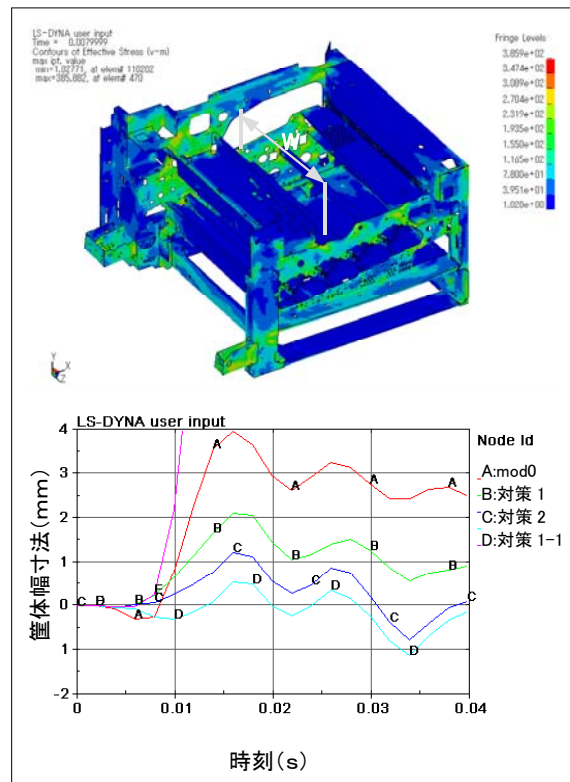 LS-DYNA user input
Time = 0.0079999
Contours of Effective Stress (v-m)
max ipt. value
min=1.02771, at elem# 110202
max=385.882, at elem# 470
Fringe Levels
3.859e+02
3.474e+02
3.089e+02
2.704e+02
2.319e+02
1.935e+02
1.550e+02
1.165e+02
7.800e+01
3.951e+01
1.020e+00
W
Y
X
Z
LS-DYNA user input
Node Id
A:mod0
B:対策 1
C:対策 2
D:対策 1-1
筐体幅寸法(mm)
4
3
2
1
0
1
-2
A
A
A
A
A
B
B
B
B
B
B
C
C
C
C
C
C
D
D
D
D
E
0
0.01
0.02
0.03
0.04
時刻(s)